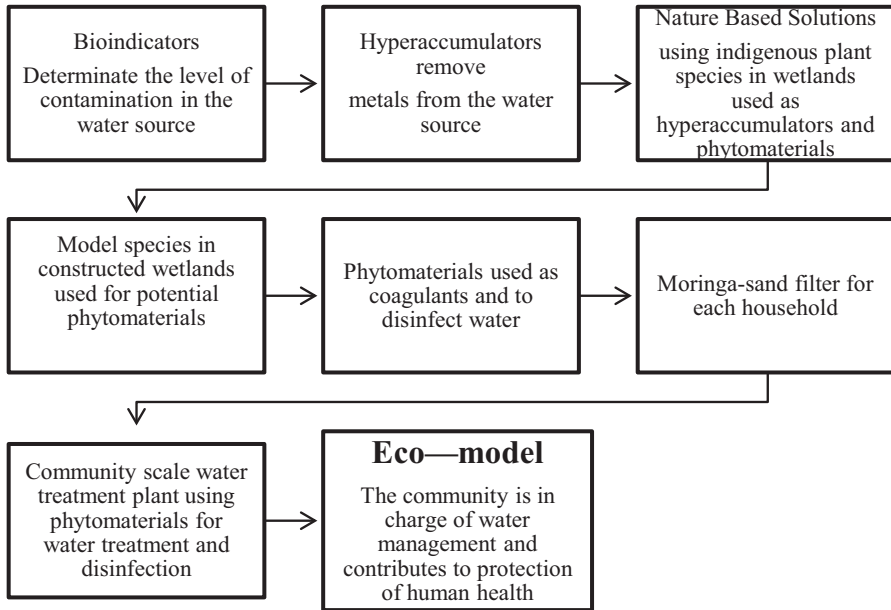 Bioindicators
Determinate the level of
contamination in the
water source
Hyperaccumulators
remove
metals from the water
source
Nature Based Solutions
using indigenous plant
species in wetlands
used as
hyperaccumulators and
phytomaterials
Model species in
constructed wetlands
used for potential
phytomaterials
Phytomaterials used as
coagulants and to
disinfect water
Moringa-sand filter for
each household
Community scale water
treatment plant using
phytomaterials for
water treatment and
disinfection
Eco—model
The community is in
charge of water
management and
contributes to protection
of human health